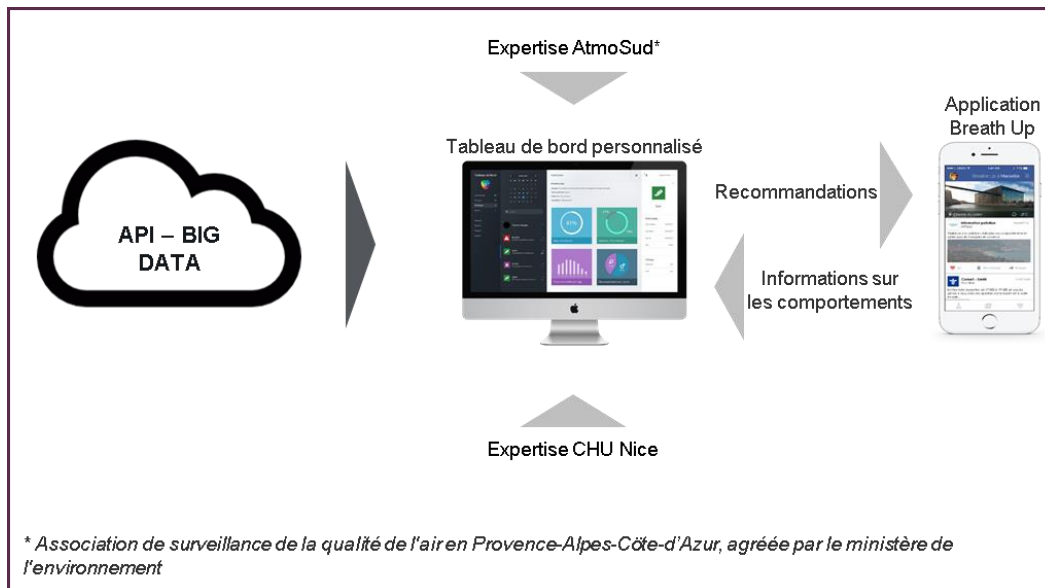 Expertise AtmoSud*
Application
Breath Up
Tableau de bord personnalisé
Recommandations
API – BIG
DATA
Informations sur
les comportements
Expertise CHU Nice
* Association de surveillance de la qualité de l'air en Provence-Alpes-Côte-d'Azur, agréée par le ministère de
l'environnement